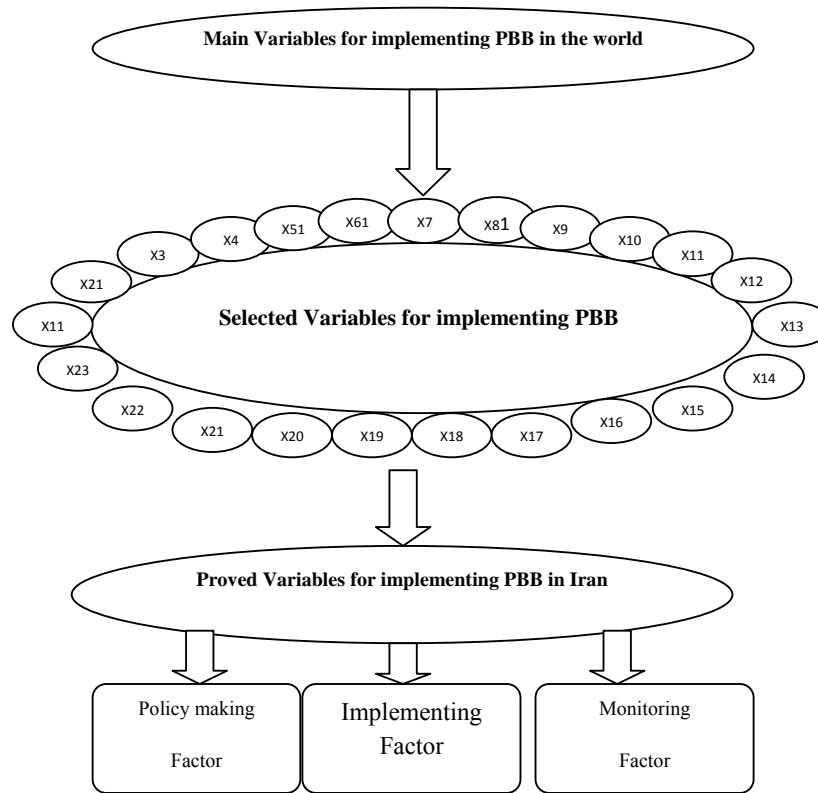 Main Variables for implementing PBB in the world
X7
X61
X81
X51
X9
X4
X10
X3
X11
X21
X12
Selected Variables for implementing PBB
X11
X13
X23
X14
X22
X15
X16
X21
X20
X19
X18
X17
Proved Variables for implementing PBB in Iran
Policy making
Factor
Implementing
Factor
Monitoring
Factor